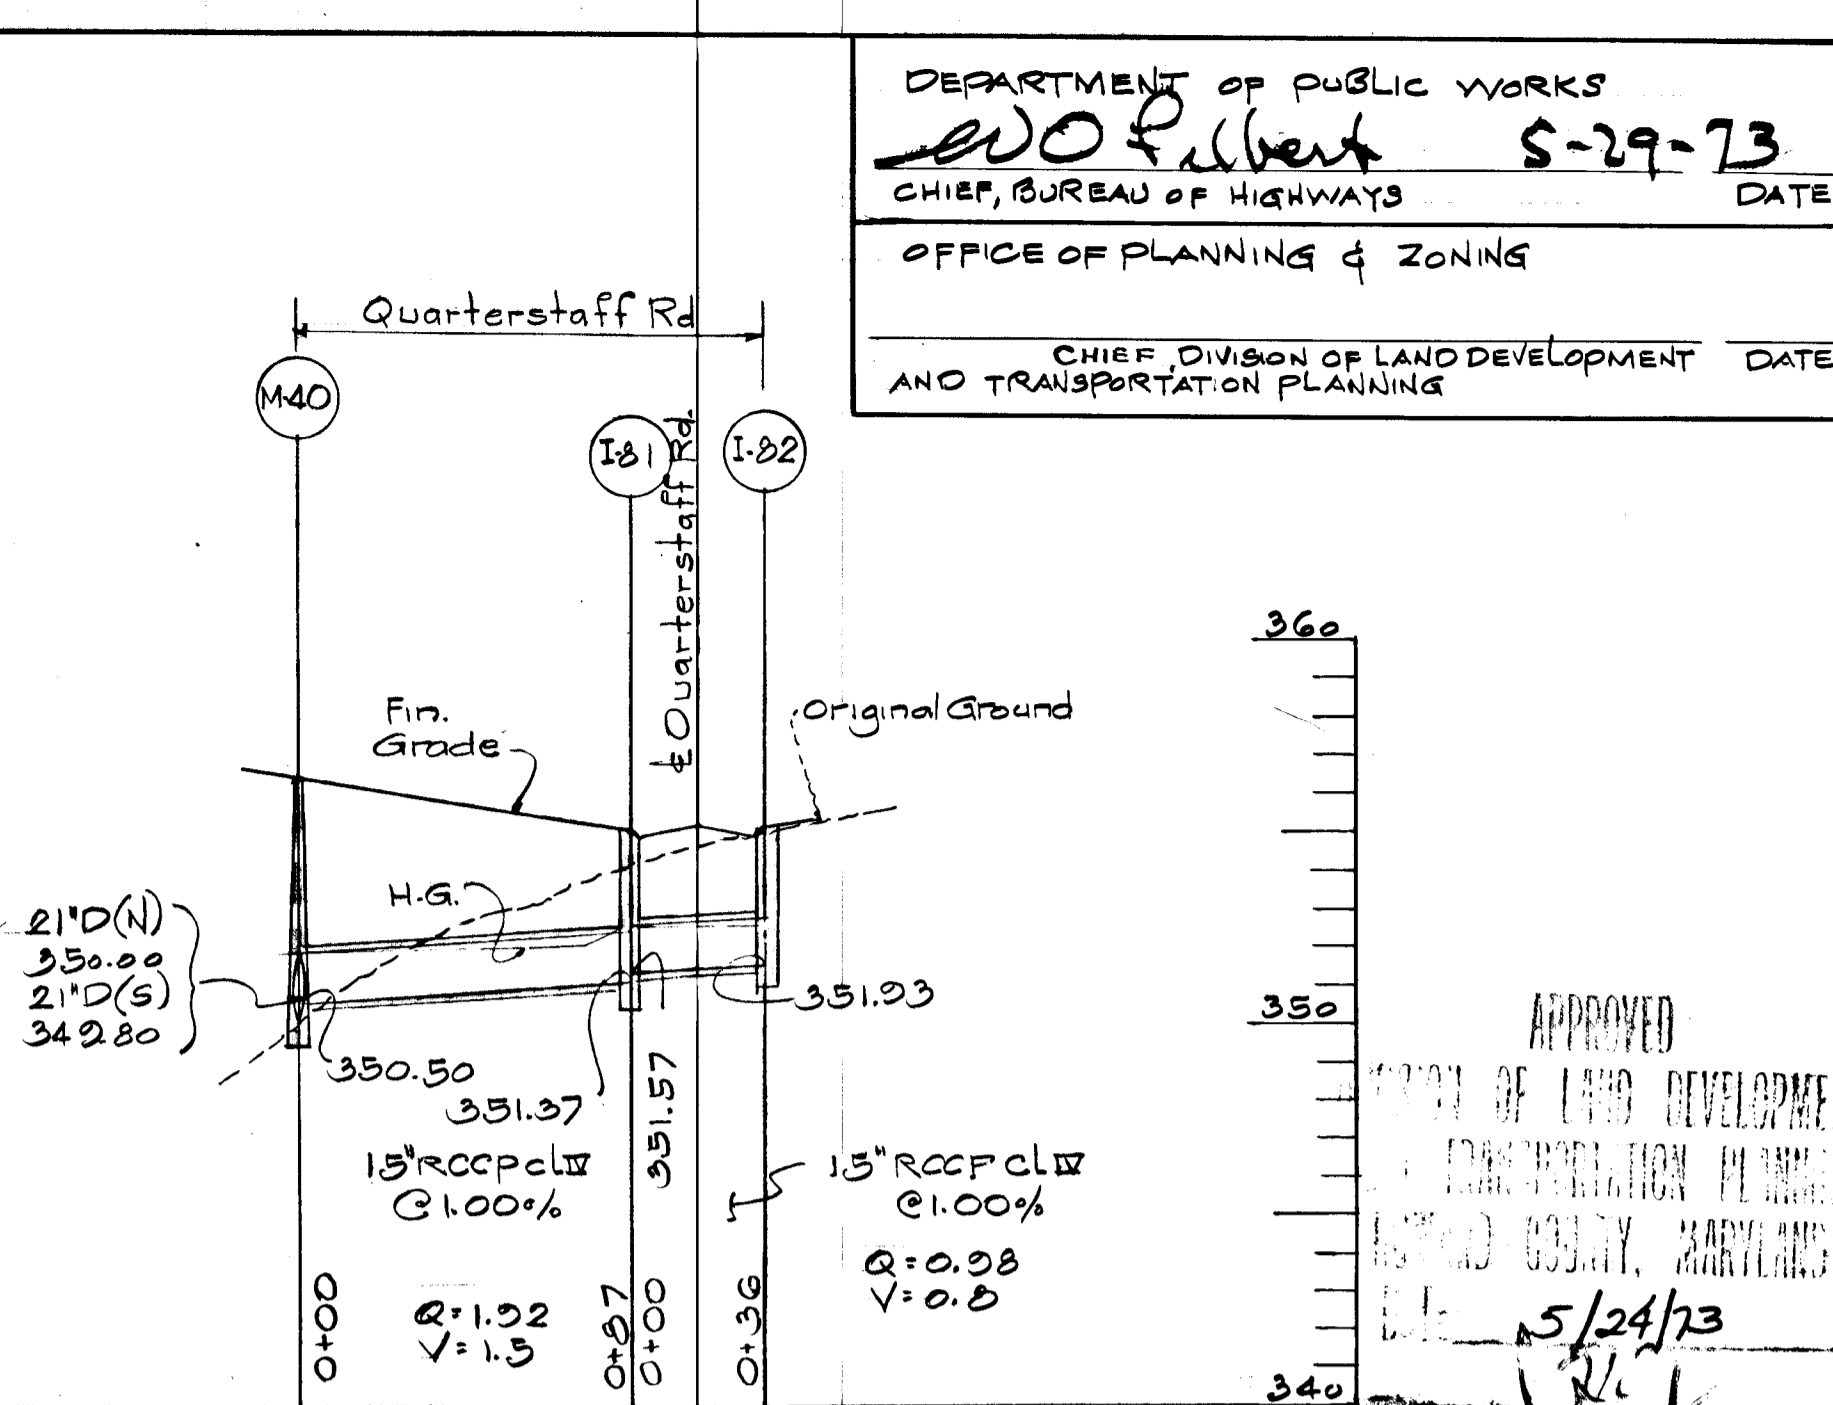 DEPARTMENT OF PUBLIC WORKS
5-29-73
CHIEF, BUREAU OF HIGHWAYS DATE
OFFICE OF PLANNING & ZONING
CHIEF, DIVISION OF LAND DEVELOPMENT DATE
AND TRANSPORTATION PLANNING
Quarterstaff Rd
M-40
I-81
I-82
℄ Quarterstaff Rd.
Fin.
Grade
Original Ground
H.G.
21"D(N)
350.00
21"D(S)
349.80
350.50
351.37
351.57
351.93
15"RCCP cl IV
@ 1.00%
15" RCCP Cl IV
@ 1.00%
Q=1.92
V=1.5
Q=0.98
V=0.8
0+00
0+87
0+00
0+36
360
350
340
APPROVED
OF LAND DEVELOPME
TRANSPORTATION PLANN
COUNTY, MARYLAND
5/24/73